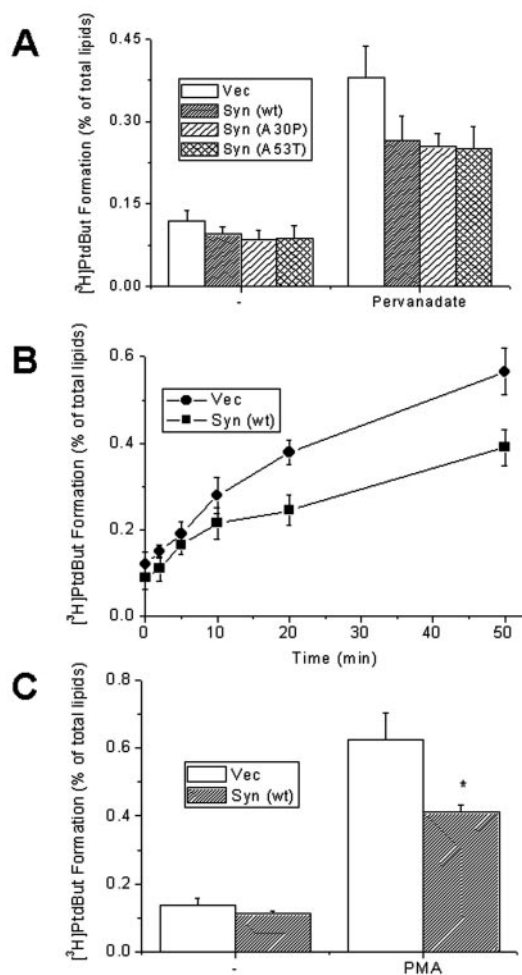 A
[³H]PtdBut Formation (% of total lipids)
0.45
0.30
0.15
0.00
Vec
Syn (wt)
Syn (A30P)
Syn (A53T)
-
Pervanadate
B
[³H]PtdBut Formation (% of total lipids)
0.6
0.4
0.2
0.0
Vec
Syn (wt)
0
10
20
30
40
50
Time (min)
C
[³H]PtdBut Formation (% of total lipids)
0.8
0.6
0.4
0.2
0.0
Vec
Syn (wt)
*
-
PMA